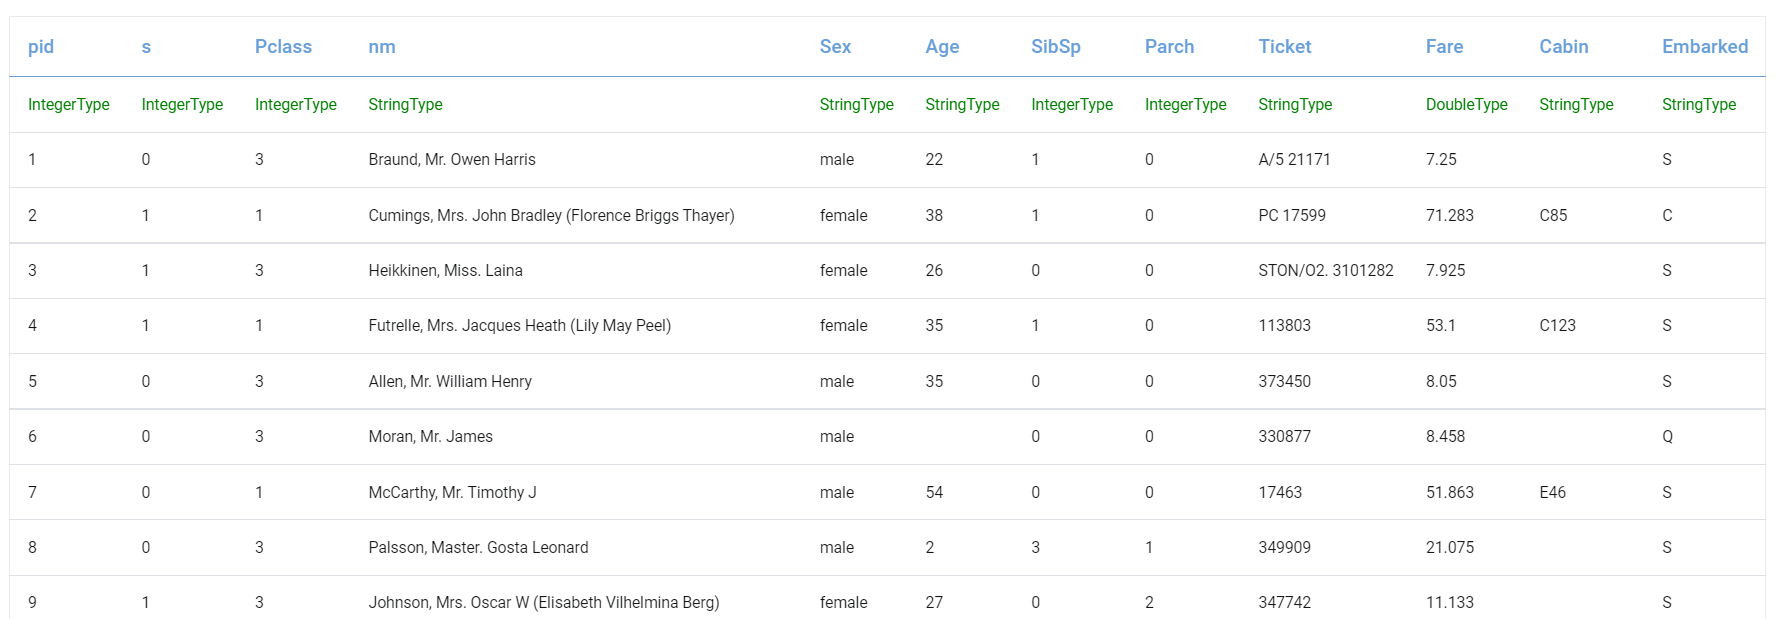 pid s Pclass nm Sex Age SibSp Parch Ticket Fare Cabin Embarked
IntegerType IntegerType IntegerType StringType StringType StringType IntegerType IntegerType StringType DoubleType StringType StringType
1 0 3 Braund, Mr. Owen Harris male 22 1 0 A/5 21171 7.25 S
2 1 1 Cumings, Mrs. John Bradley (Florence Briggs Thayer) female 38 1 0 PC 17599 71.283 C85 C
3 1 3 Heikkinen, Miss. Laina female 26 0 0 STON/O2. 3101282 7.925 S
4 1 1 Futrelle, Mrs. Jacques Heath (Lily May Peel) female 35 1 0 113803 53.1 C123 S
5 0 3 Allen, Mr. William Henry male 35 0 0 373450 8.05 S
6 0 3 Moran, Mr. James male 0 0 330877 8.458 Q
7 0 1 McCarthy, Mr. Timothy J male 54 0 0 17463 51.863 E46 S
8 0 3 Palsson, Master. Gosta Leonard male 2 3 1 349909 21.075 S
9 1 3 Johnson, Mrs. Oscar W (Elisabeth Vilhelmina Berg) female 27 0 2 347742 11.133 S